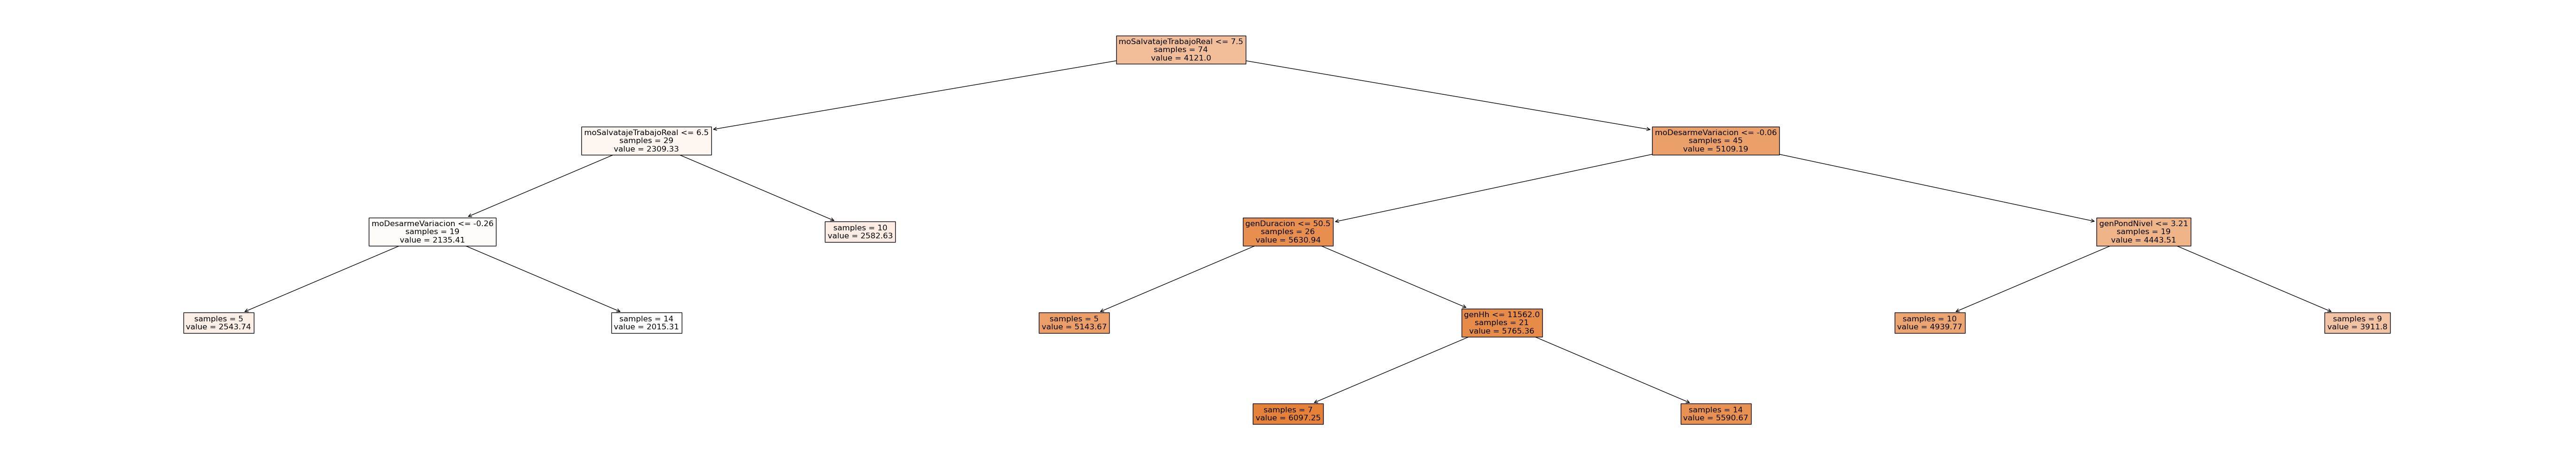 moSalvatajeTrabajoReal <= 7.5
samples = 74
value = 4121.0
moSalvatajeTrabajoReal <= 6.5
samples = 29
value = 2309.33
moDesarmeVariacion <= -0.06
samples = 45
value = 5109.19
moDesarmeVariacion <= -0.26
samples = 19
value = 2135.41
samples = 10
value = 2582.63
genDuracion <= 50.5
samples = 26
value = 5630.94
genPondNivel <= 3.21
samples = 19
value = 4443.51
samples = 5
value = 2543.74
samples = 14
value = 2015.31
samples = 5
value = 5143.67
genHh <= 11562.0
samples = 21
value = 5765.36
samples = 10
value = 4939.77
samples = 9
value = 3911.8
samples = 7
value = 6097.25
samples = 14
value = 5590.67